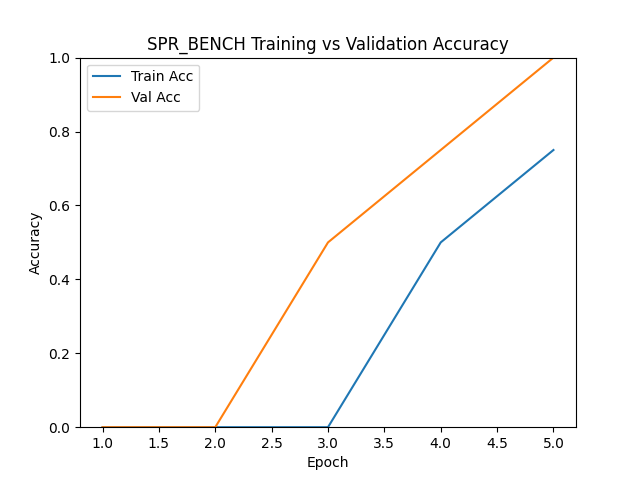 SPR_BENCH Training vs Validation Accuracy
Train Acc
Val Acc
1.0
0.8
0.6
0.4
0.2
0.0
Accuracy
1.0 1.5 2.0 2.5 3.0 3.5 4.0 4.5 5.0
Epoch